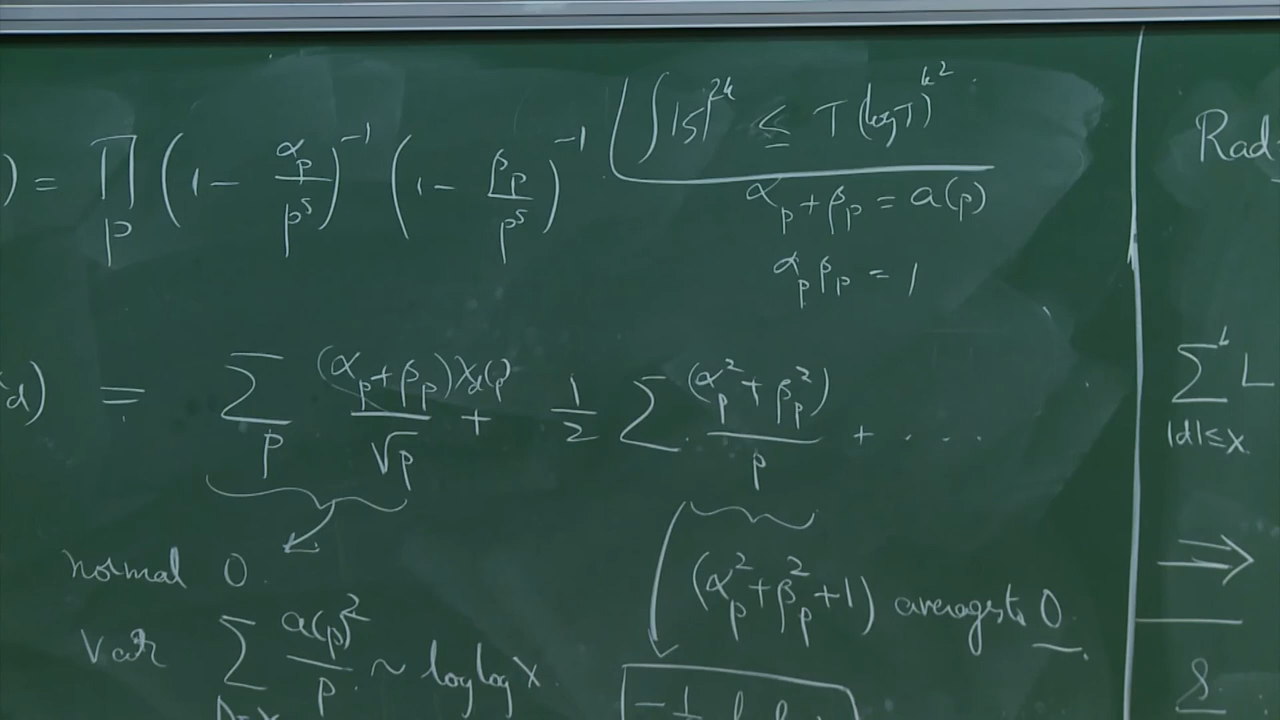 ∫|ζ|^{2k} ≤ T(log T)^{k^2}
) = ∏_p (1 - α_p/p^s)^{-1} (1 - β_p/p^s)^{-1}
α_p + β_p = a(p)
α_p β_p = 1
χ_d) = ∑_p (α_p + β_p)χ_d(p)/√p + 1/2 ∑ (α_p^2 + β_p^2)/p + ....
normal 0.
(α_p^2 + β_p^2 + 1) averages to 0.
Var ∑ a(p)^2/p ~ log log X
Rad
∑_{|d|≤X} L
⇒